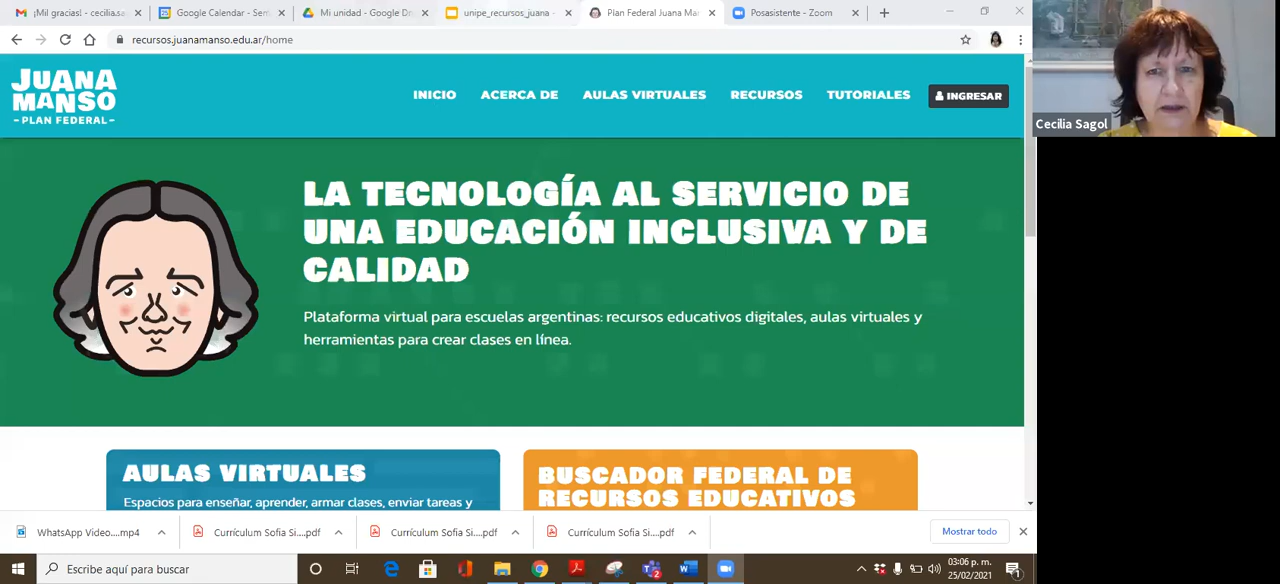 ¡Mil gracias! - cecilia.sa
Google Calendar - Sem
Mi unidad - Google Dri
unipe_recursos_juana -
Plan Federal Juana Ma
Posasistente - Zoom
recursos.juanamanso.edu.ar/home
JUANA
MANSO
- PLAN FEDERAL -
INICIO
ACERCA DE
AULAS VIRTUALES
RECURSOS
TUTORIALES
INGRESAR
Cecilia Sagol
LA TECNOLOGÍA AL SERVICIO DE
UNA EDUCACIÓN INCLUSIVA Y DE
CALIDAD
Plataforma virtual para escuelas argentinas: recursos educativos digitales, aulas virtuales y
herramientas para crear clases en línea.
AULAS VIRTUALES
Espacios para enseñar, aprender, armar clases, enviar tareas y
BUSCADOR FEDERAL DE
RECURSOS EDUCATIVOS
WhatsApp Video....mp4
Currículum Sofia Si....pdf
Currículum Sofia Si....pdf
Currículum Sofia Si....pdf
Mostrar todo
Escribe aquí para buscar
03:06 p. m.
25/02/2021